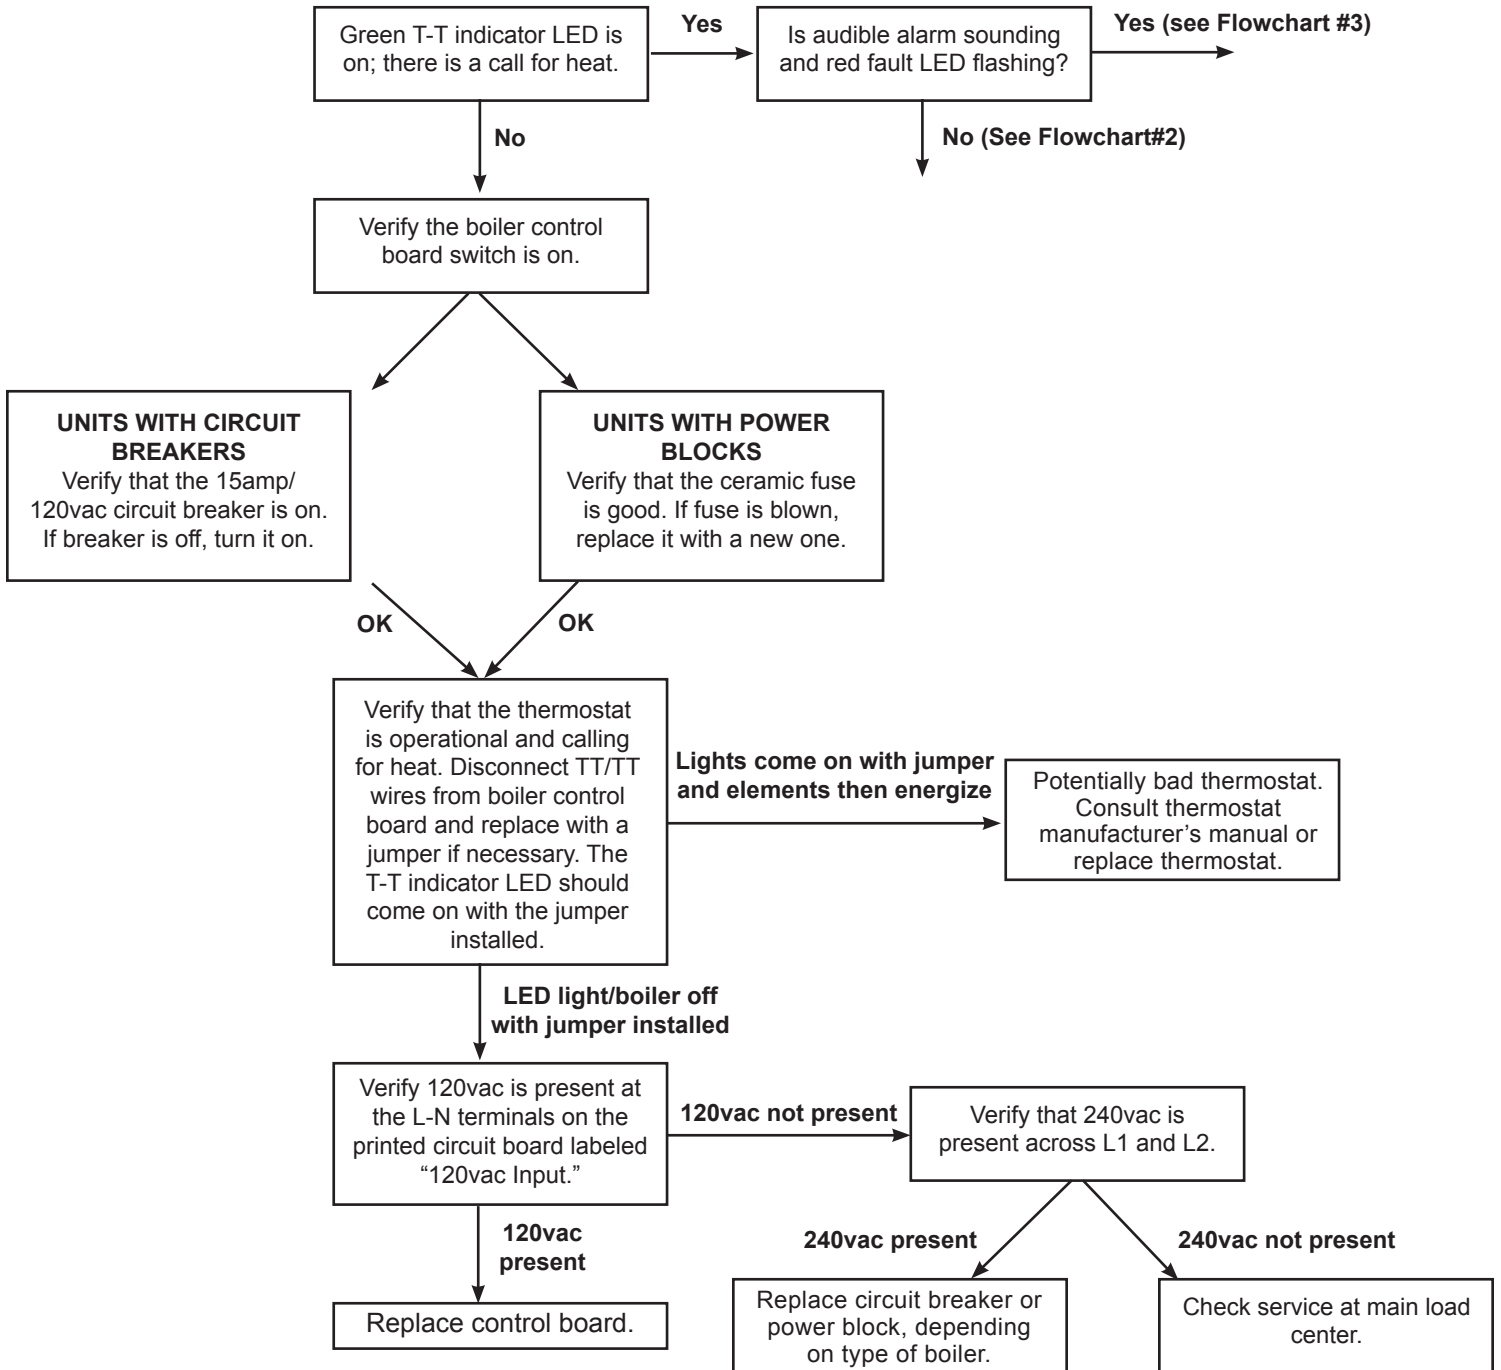 Green T-T indicator LED is
on; there is a call for heat.
Yes
Is audible alarm sounding
and red fault LED flashing?
Yes (see Flowchart #3)
No
No (See Flowchart#2)
Verify the boiler control
board switch is on.
UNITS WITH CIRCUIT
BREAKERS
Verify that the 15amp/
120vac circuit breaker is on.
If breaker is off, turn it on.
UNITS WITH POWER
BLOCKS
Verify that the ceramic fuse
is good. If fuse is blown,
replace it with a new one.
OK
OK
Verify that the thermostat
is operational and calling
for heat. Disconnect TT/TT
wires from boiler control
board and replace with a
jumper if necessary. The
T-T indicator LED should
come on with the jumper
installed.
Lights come on with jumper
and elements then energize
Potentially bad thermostat.
Consult thermostat
manufacturer’s manual or
replace thermostat.
LED light/boiler off
with jumper installed
Verify 120vac is present at
the L-N terminals on the
printed circuit board labeled
“120vac Input.”
120vac not present
Verify that 240vac is
present across L1 and L2.
120vac
present
240vac present
240vac not present
Replace control board.
Replace circuit breaker or
power block, depending
on type of boiler.
Check service at main load
center.